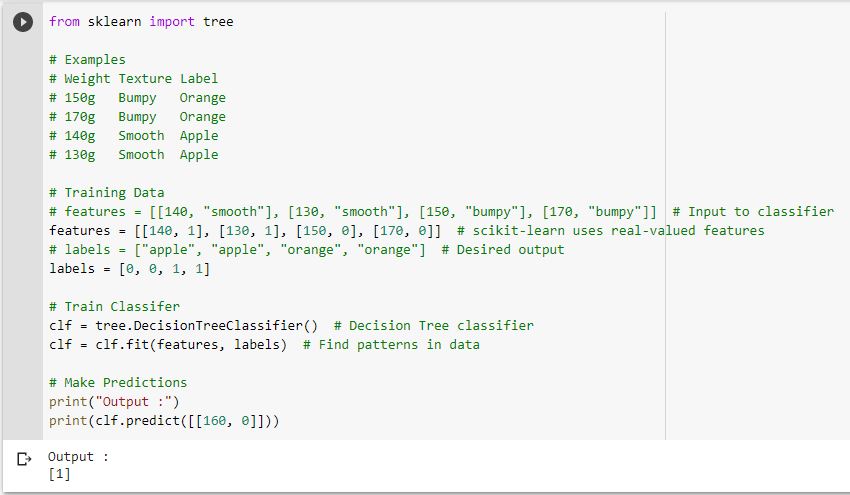 from sklearn import tree
# Examples
# Weight Texture Label
# 150g   Bumpy   Orange
# 170g   Bumpy   Orange
# 140g   Smooth  Apple
# 130g   Smooth  Apple
# Training Data
# features = [[140, "smooth"], [130, "smooth"], [150, "bumpy"], [170, "bumpy"]]  # Input to classifier
features = [[140, 1], [130, 1], [150, 0], [170, 0]]  # scikit-learn uses real-valued features
# labels = ["apple", "apple", "orange", "orange"]  # Desired output
labels = [0, 0, 1, 1]
# Train Classifer
clf = tree.DecisionTreeClassifier()  # Decision Tree classifier
clf = clf.fit(features, labels)  # Find patterns in data
# Make Predictions
print("Output :")
print(clf.predict([[160, 0]]))
Output :
[1]